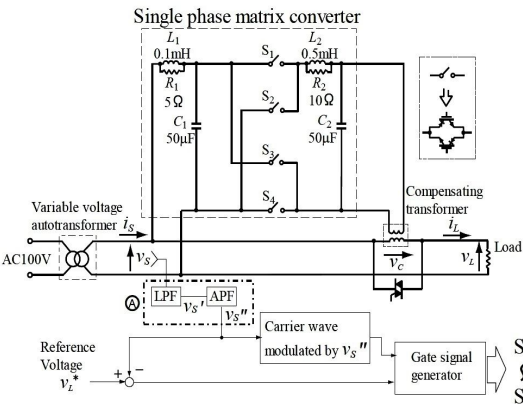 Single phase matrix converter
L1
0.1mH
R1
5Ω
C1
50μF
S1
S2
S3
S4
L2
0.5mH
R2
10Ω
C2
50μF
Variable voltage
autotransformer
iS
AC100V
vS
Compensating
transformer
iL
vC
vL
Load
A
LPF
vS'
APF
vS"
Carrier wave
modulated by vS"
Reference
Voltage
vL*
+
−
Gate signal
generator
S
S